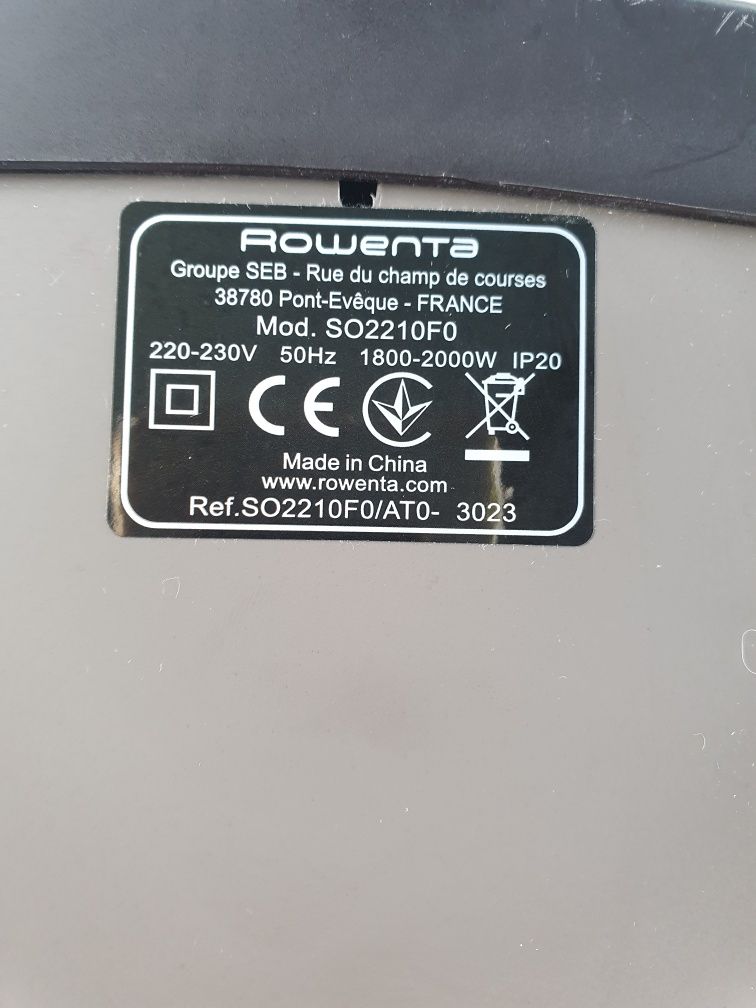 Rowenta
Groupe SEB - Rue du champ de courses
38780 Pont-Evêque - FRANCE
Mod. SO2210F0
220-230V 50Hz 1800-2000W IP20
CE
Made in China
www.rowenta.com
Ref.SO2210F0/AT0- 3023